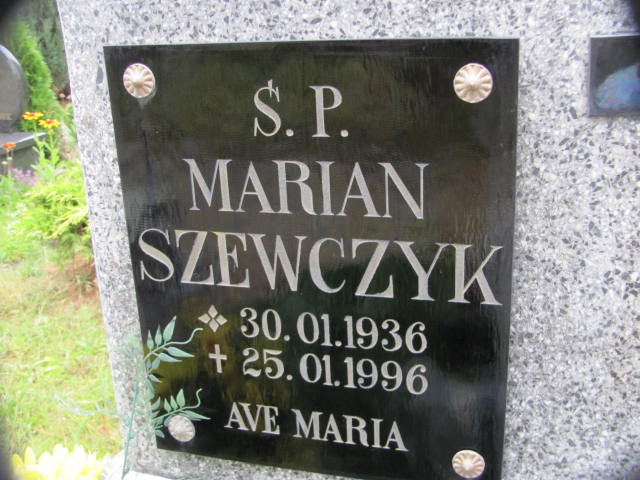 Ś. P.
MARIAN
SZEWCZYK
30.01.1936
25.01.1996
AVE MARIA